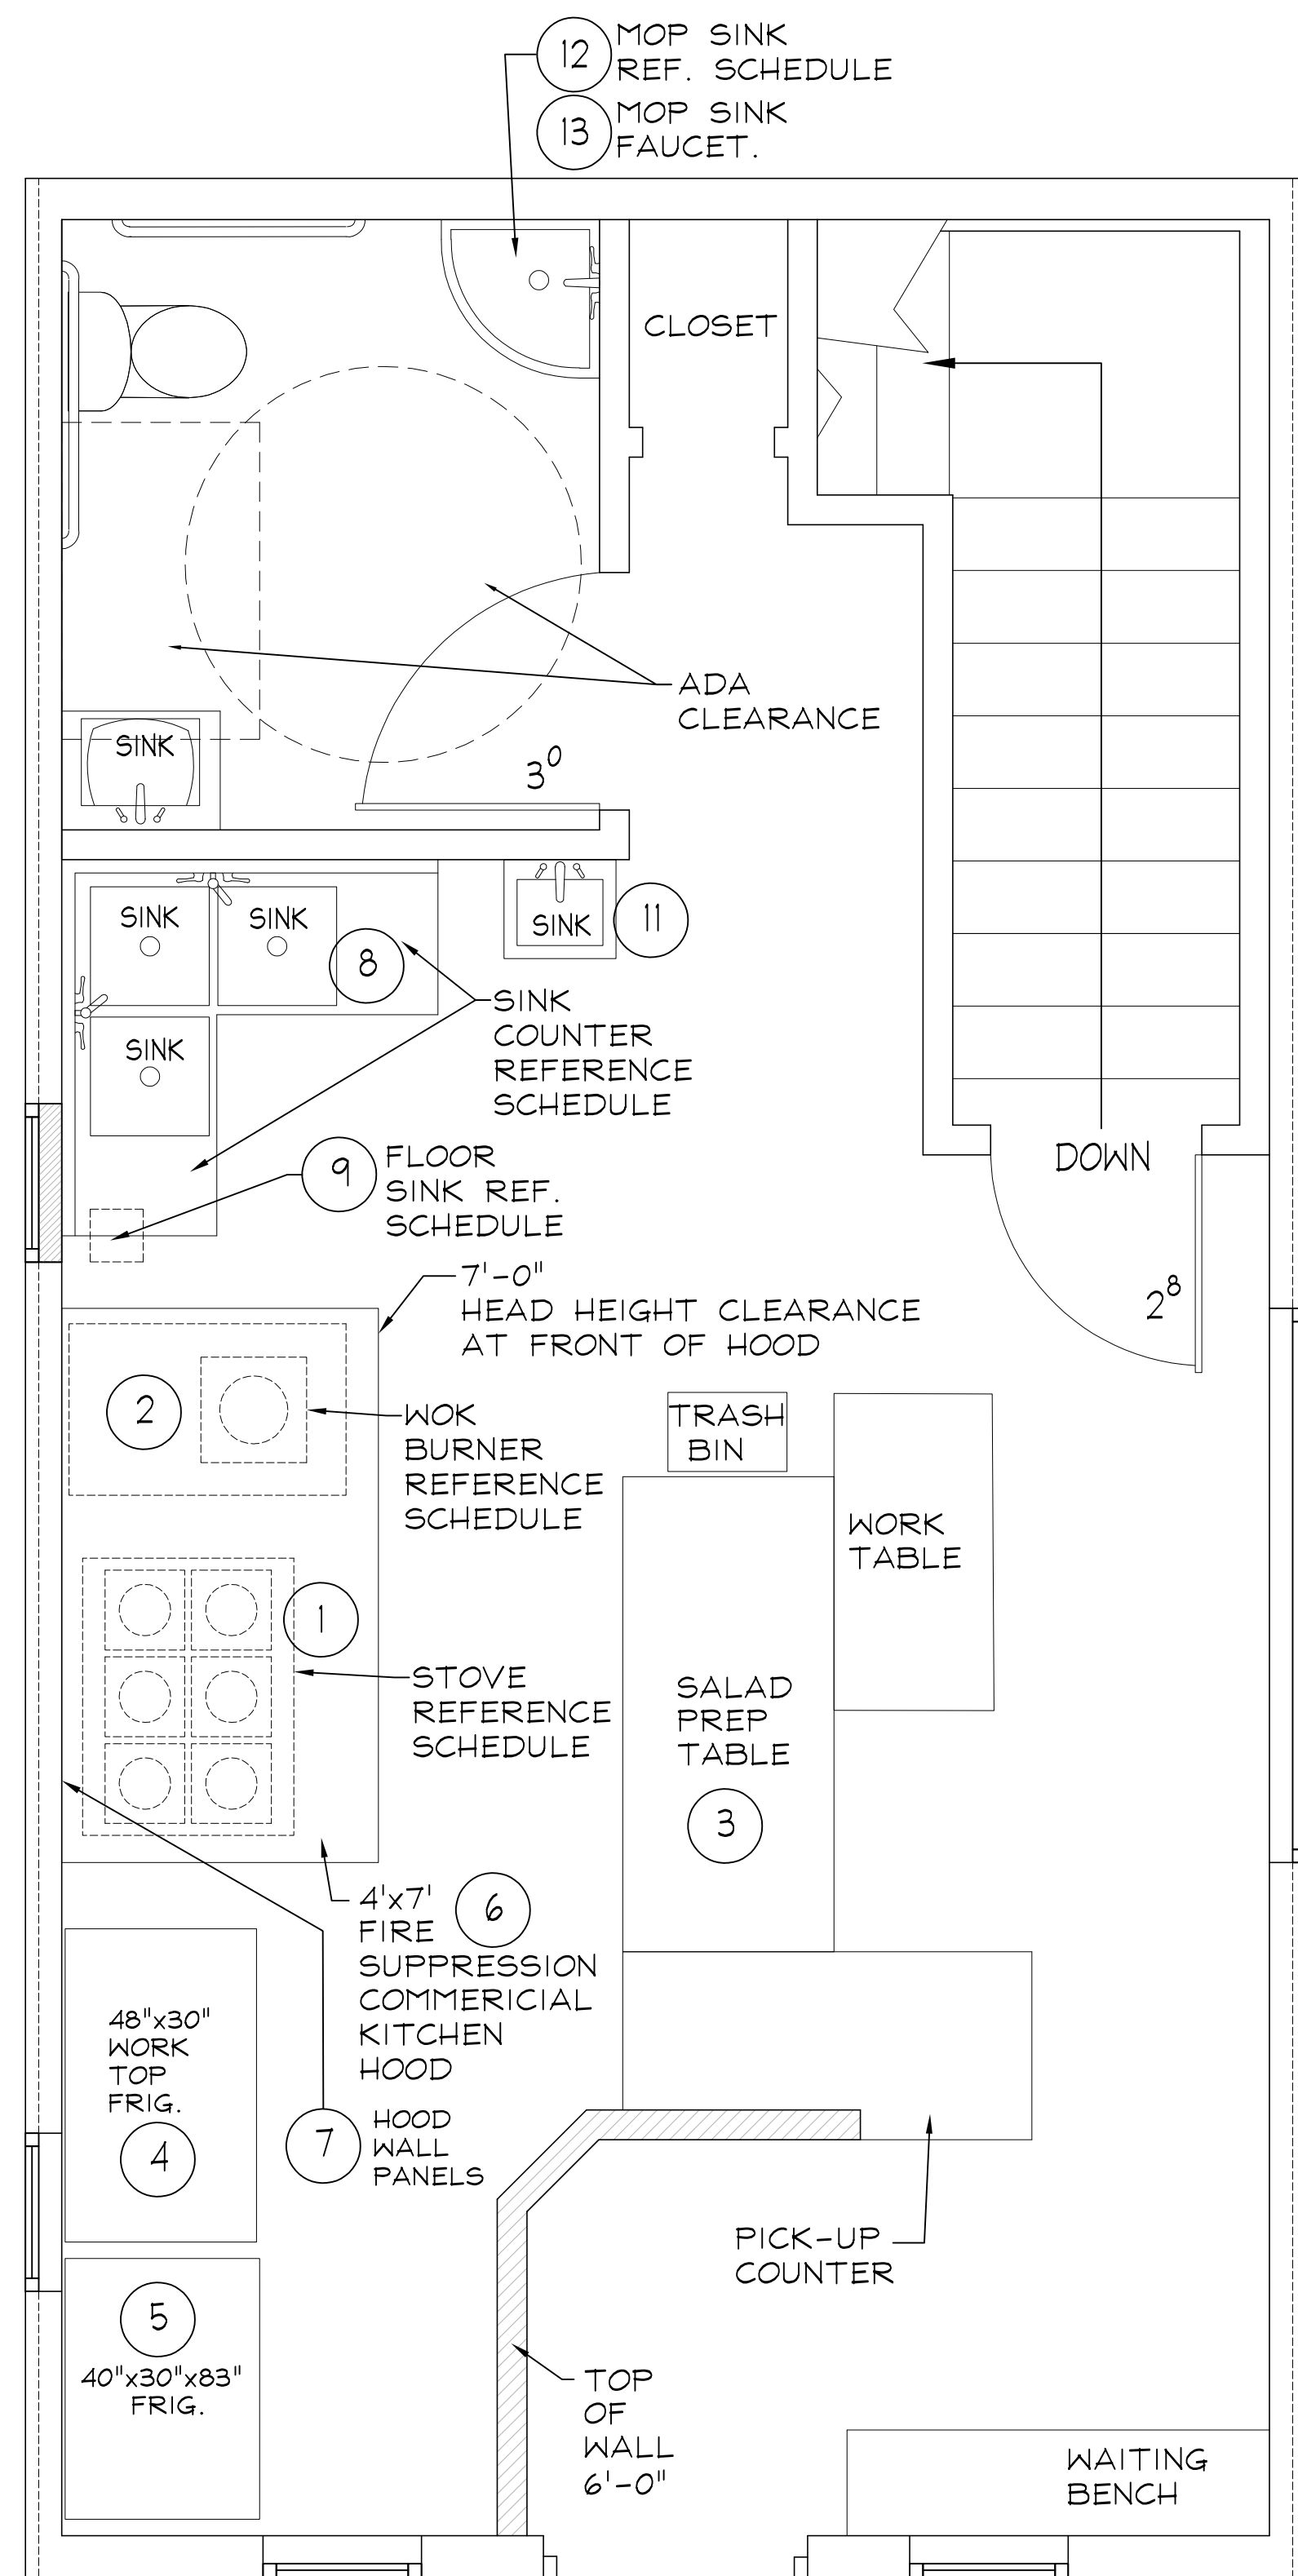 12
MOP SINK
REF. SCHEDULE
13
MOP SINK
FAUCET.
CLOSET
ADA
CLEARANCE
SINK
3⁰
SINK
SINK
8
SINK
11
SINK
COUNTER
REFERENCE
SCHEDULE
SINK
9
FLOOR
SINK REF.
SCHEDULE
DOWN
2⁸
7'-0"
HEAD HEIGHT CLEARANCE
AT FRONT OF HOOD
2
WOK
BURNER
REFERENCE
SCHEDULE
TRASH
BIN
WORK
TABLE
1
STOVE
REFERENCE
SCHEDULE
SALAD
PREP
TABLE
3
4'x7'
FIRE
SUPPRESSION
COMMERICIAL
KITCHEN
HOOD
6
48"x30"
WORK
TOP
FRIG.
4
7
HOOD
WALL
PANELS
PICK-UP
COUNTER
5
40"x30"x83"
FRIG.
TOP
OF
WALL
6'-0"
WAITING
BENCH